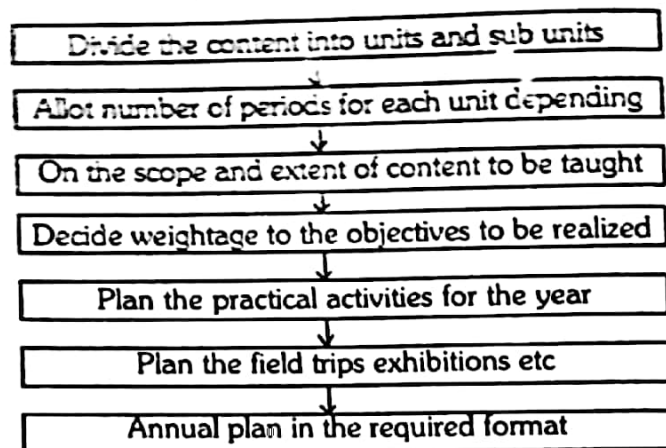 Divide the content into units and sub units
Allot number of periods for each unit depending
On the scope and extent of content to be taught
Decide weightage to the objectives to be realized
Plan the practical activities for the year
Plan the field trips exhibitions etc
Annual plan in the required format